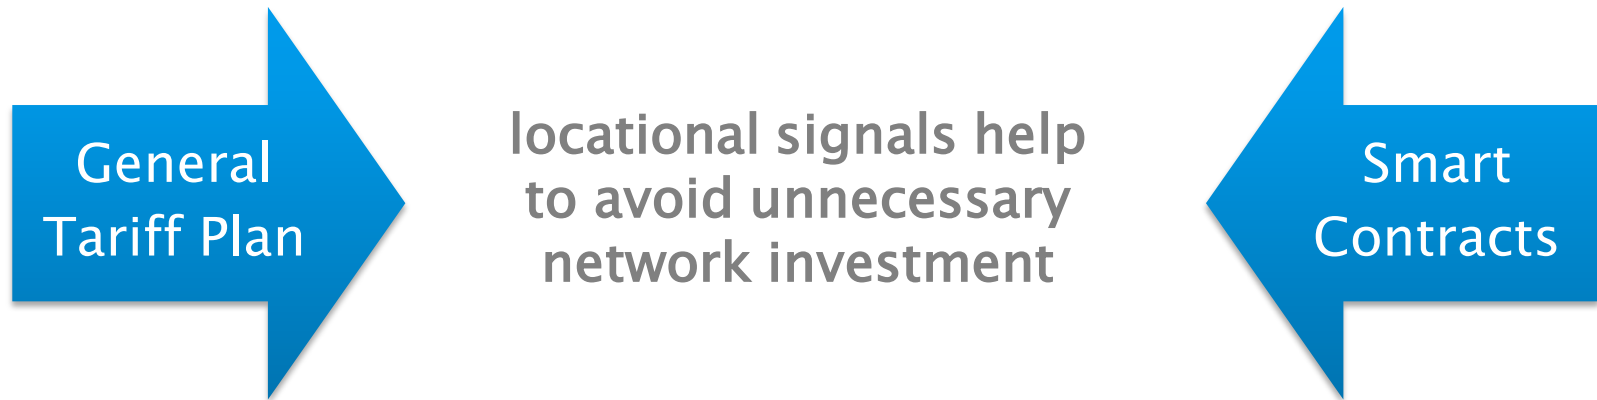 General
Tariff Plan
locational signals help
to avoid unnecessary
network investment
Smart
Contracts